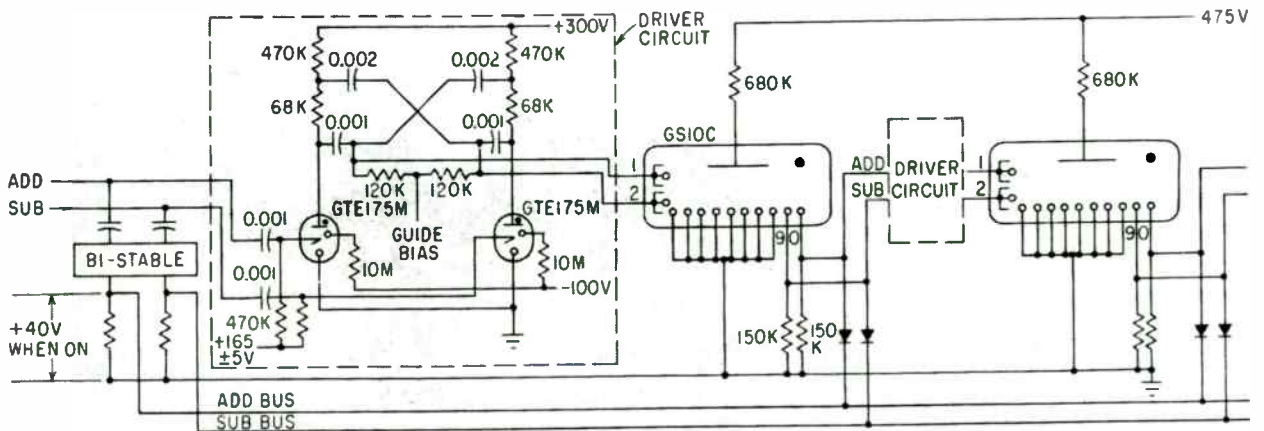 +300V
DRIVER
CIRCUIT
475V
470K
0.002
0.002
470K
68K
68K
680K
680K
0.001
0.001
GS10C
1
2
120K
120K
ADD
SUB
DRIVER
CIRCUIT
1
2
ADD
SUB
GTE175M
GTE175M
0.001
GUIDE
BIAS
90
90
BI-STABLE
10M
10M
0.001
-100V
+40V
WHEN ON
470K
+165
±5V
150K
150
K
ADD BUS
SUB BUS